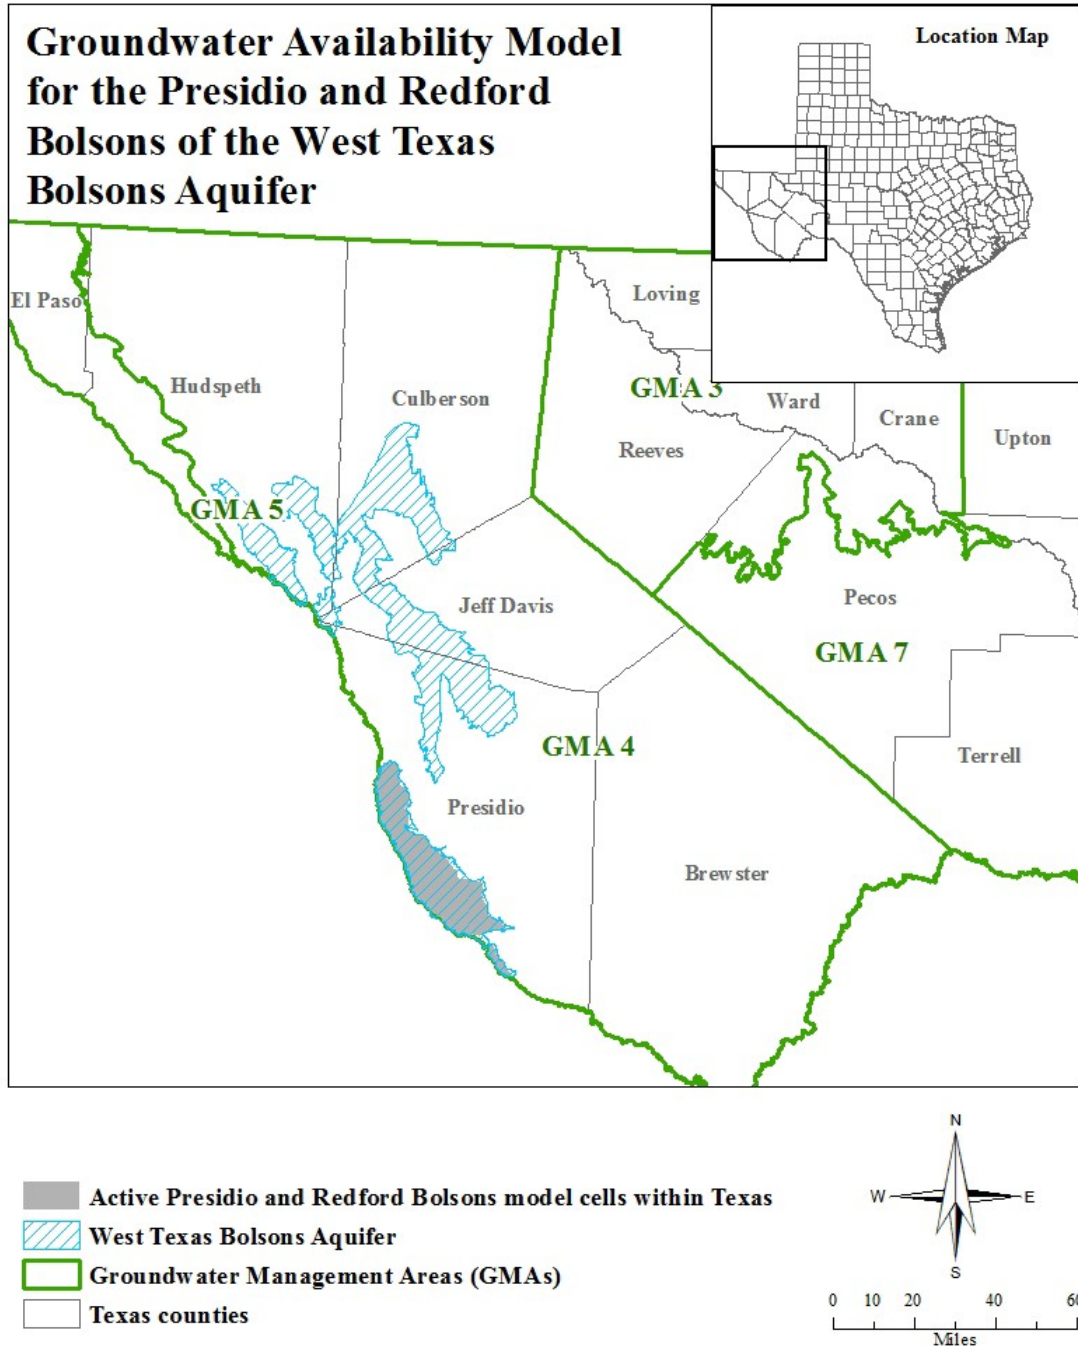 Groundwater Availability Model
for the Presidio and Redford
Bolsons of the West Texas
Bolsons Aquifer
Location Map
El Paso
Hudspeth
Culberson
Loving
GMA 3
Ward
Crane
Upton
Reeves
GMA 5
Jeff Davis
Pecos
GMA 7
GMA 4
Terrell
Presidio
Brewster
Active Presidio and Redford Bolsons model cells within Texas
West Texas Bolsons Aquifer
Groundwater Management Areas (GMAs)
Texas counties
N
W E
S
0 10 20 40 60
Miles